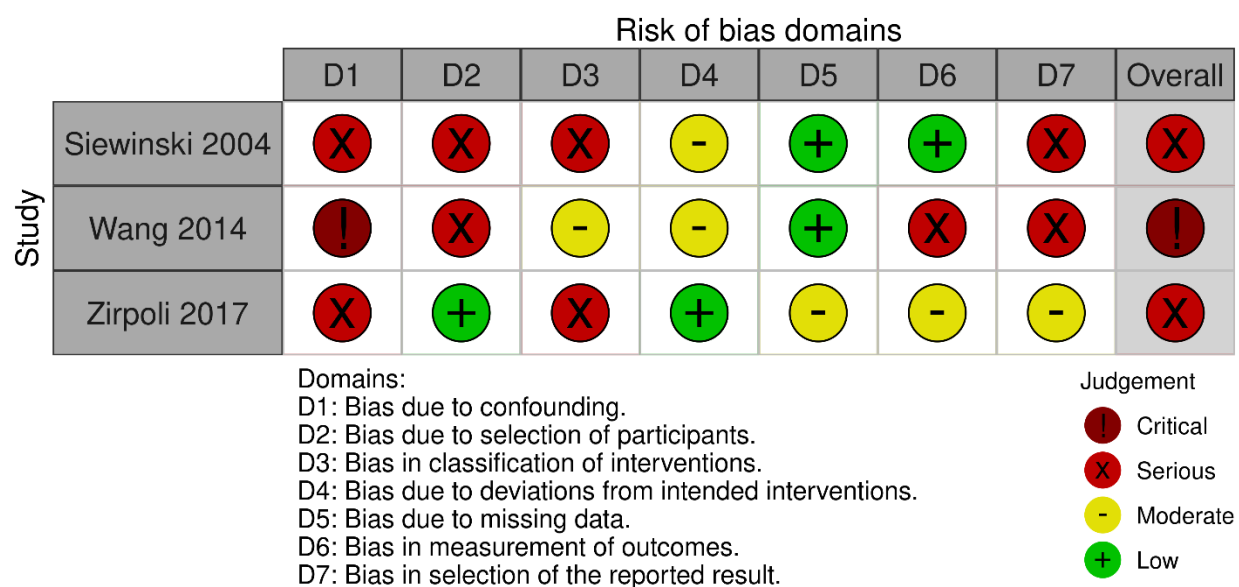 Risk of bias domains
D1 D2 D3 D4 D5 D6 D7 Overall
Study
Siewinski 2004 X X X - + + X X
Wang 2014 ! X - - + X X !
Zirpoli 2017 X + X + - - - X
Domains:
D1: Bias due to confounding.
D2: Bias due to selection of participants.
D3: Bias in classification of interventions.
D4: Bias due to deviations from intended interventions.
D5: Bias due to missing data.
D6: Bias in measurement of outcomes.
D7: Bias in selection of the reported result.
Judgement
! Critical
X Serious
- Moderate
+ Low